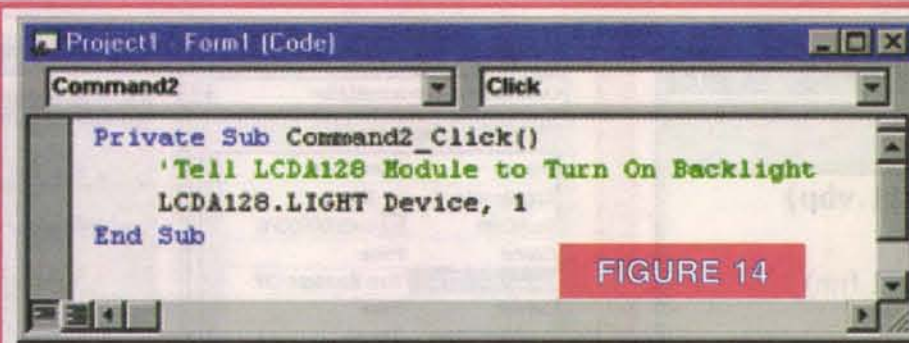 Project1 - Form1 (Code)
Command2 Click
Private Sub Command2_Click()
'Tell LCDA128 Module to Turn On Backlight
LCDA128.LIGHT Device, 1
End Sub
FIGURE 14